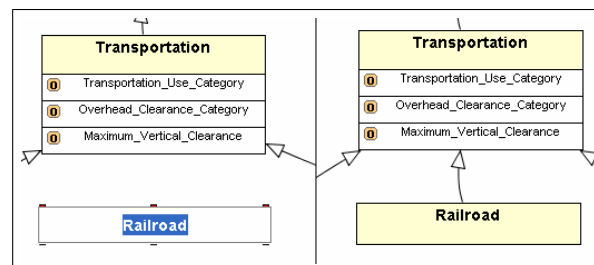 Transportation
O Transportation_Use_Category
O Overhead_Clearance_Category
O Maximum_Vertical_Clearance
Railroad
Transportation
O Transportation_Use_Category
O Overhead_Clearance_Category
O Maximum_Vertical_Clearance
Railroad